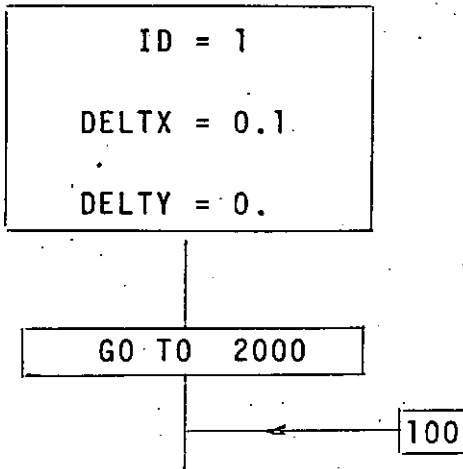 ID = 1
DELTX = 0.1
DELTY = 0.
GO TO 2000
100